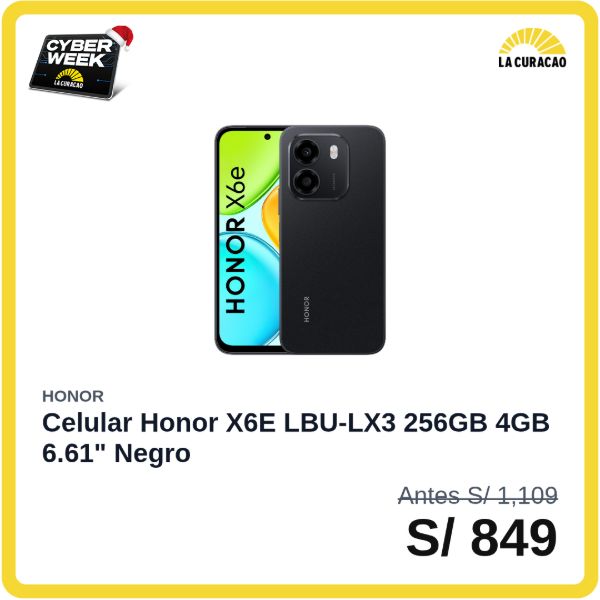 CYBER
WEEK
LA CURACAO
LA CURACAO
HONOR X6e
HONOR
HONOR
Celular Honor X6E LBU-LX3 256GB 4GB
6.61" Negro
Antes S/ 1,109
S/ 849